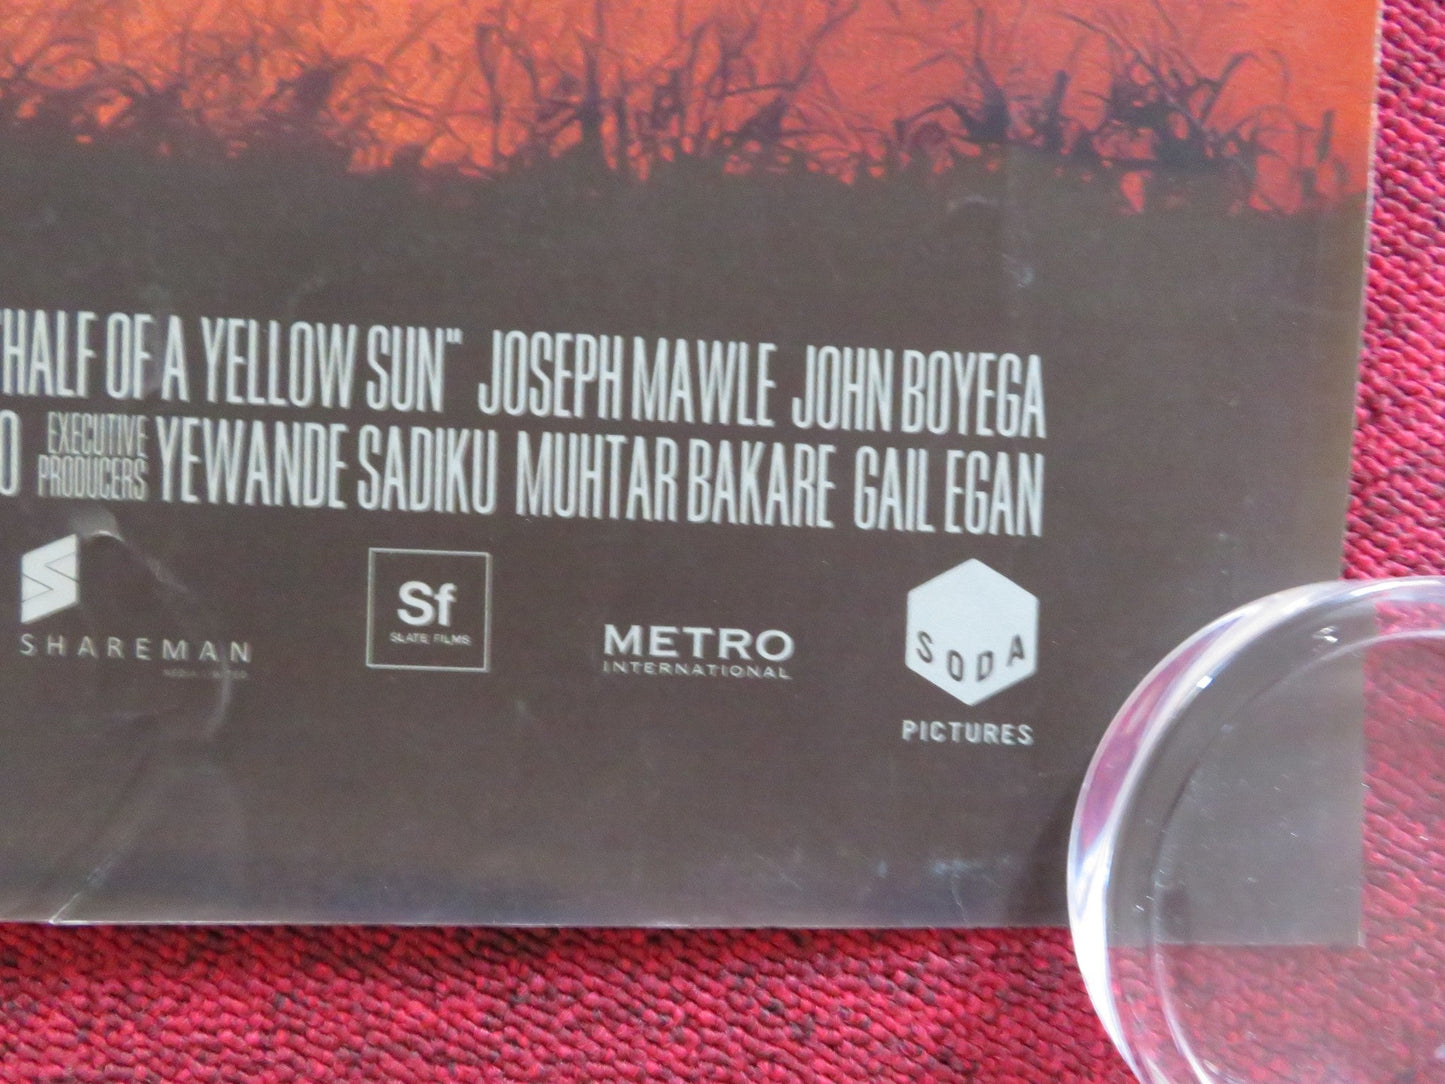 "HALF OF A YELLOW SUN" JOSEPH MAWLE JOHN BOYEGA
O EXECUTIVE PRODUCERS YEWANDE SADIKU MUHTAR BAKARE GAIL EGAN
SHAREMAN
Sf
SLATE FILMS
METRO
INTERNATIONAL
SODA
PICTURES